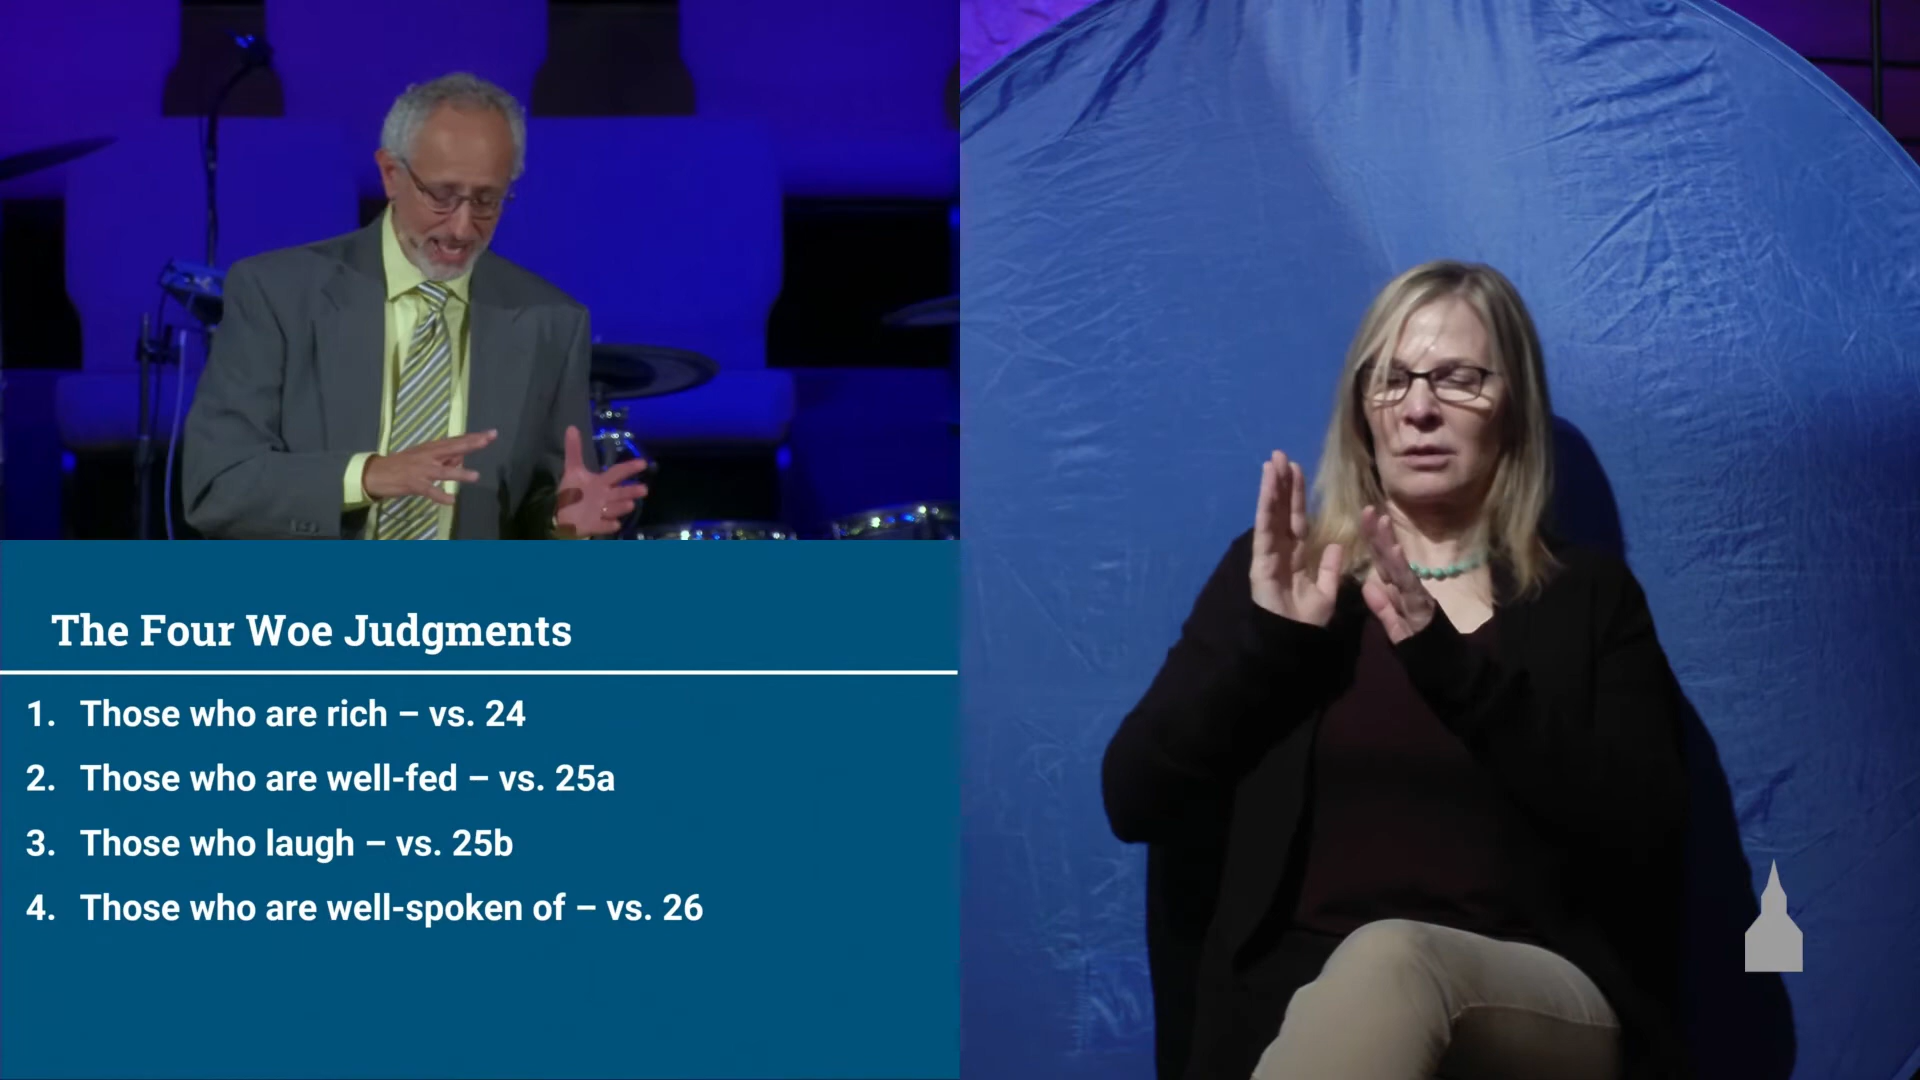 The Four Woe Judgments
1. Those who are rich – vs. 24
2. Those who are well-fed – vs. 25a
3. Those who laugh – vs. 25b
4. Those who are well-spoken of – vs. 26